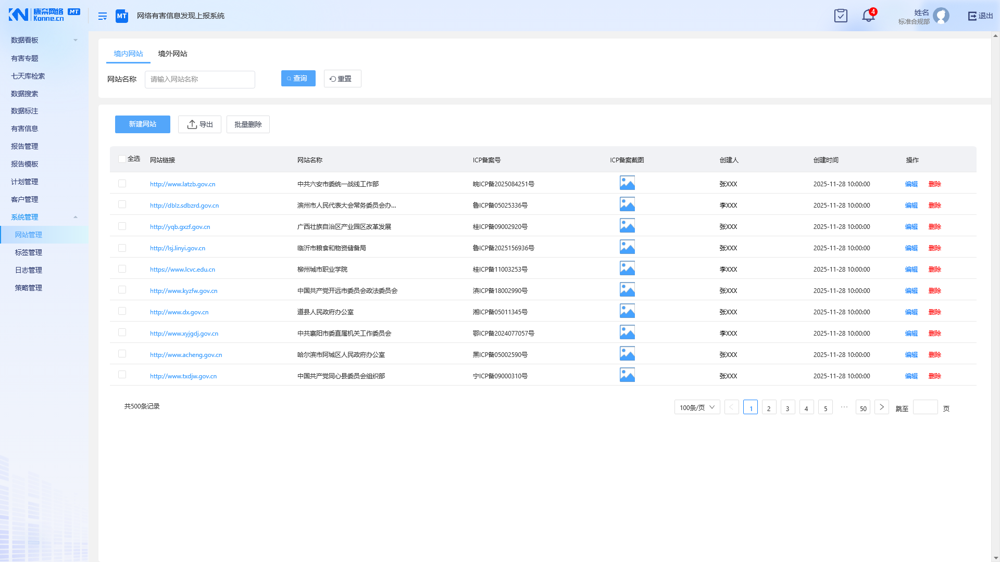 康奈网络 MT
Konne.cn
MT 网络有害信息发现上报系统
4
姓名
标准合规部
退出
数据看板
有害专题
七天库检索
数据搜索
数据标注
有害信息
报告管理
报告模板
计划管理
客户管理
系统管理
网站管理
标签管理
日志管理
策略管理
境内网站 境外网站
网站名称 请输入网站名称 查询 重置
新建网站 导出 批量删除
全选 网站链接 网站名称 ICP备案号 ICP备案截图 创建人 创建时间 操作
http://www.latzb.gov.cn 中共六安市委统一战线工作部 皖ICP备2025084251号 张XXX 2025-11-28 10:00:00 编辑 删除
http://dblz.sdbzrd.gov.cn 滨州市人民代表大会常务委员会办... 鲁ICP备05025336号 李XXX 2025-11-28 10:00:00 编辑 删除
http://yqb.gxzf.gov.cn 广西壮族自治区产业园区改革发展 桂ICP备09002920号 张XXX 2025-11-28 10:00:00 编辑 删除
http://lsj.linyi.gov.cn 临沂市粮食和物资储备局 鲁ICP备2025156936号 张XXX 2025-11-28 10:00:00 编辑 删除
https://www.lcvc.edu.cn 柳州城市职业学院 桂ICP备11003253号 李XXX 2025-11-28 10:00:00 编辑 删除
http://www.kyzfw.gov.cn 中国共产党开远市委员会政法委员会 滇ICP备18002990号 张XXX 2025-11-28 10:00:00 编辑 删除
http://www.dx.gov.cn 道县人民政府办公室 湘ICP备05011345号 张XXX 2025-11-28 10:00:00 编辑 删除
http://www.xyjgdj.gov.cn 中共襄阳市委直属机关工作委员会 鄂ICP备2024077057号 李XXX 2025-11-28 10:00:00 编辑 删除
http://www.acheng.gov.cn 哈尔滨市阿城区人民政府办公室 黑ICP备05002590号 张XXX 2025-11-28 10:00:00 编辑 删除
http://www.txdjw.gov.cn 中国共产党同心县委员会组织部 宁ICP备09000310号 张XXX 2025-11-28 10:00:00 编辑 删除
共500条记录 100条/页 1 2 3 4 5 ··· 50 跳至 页